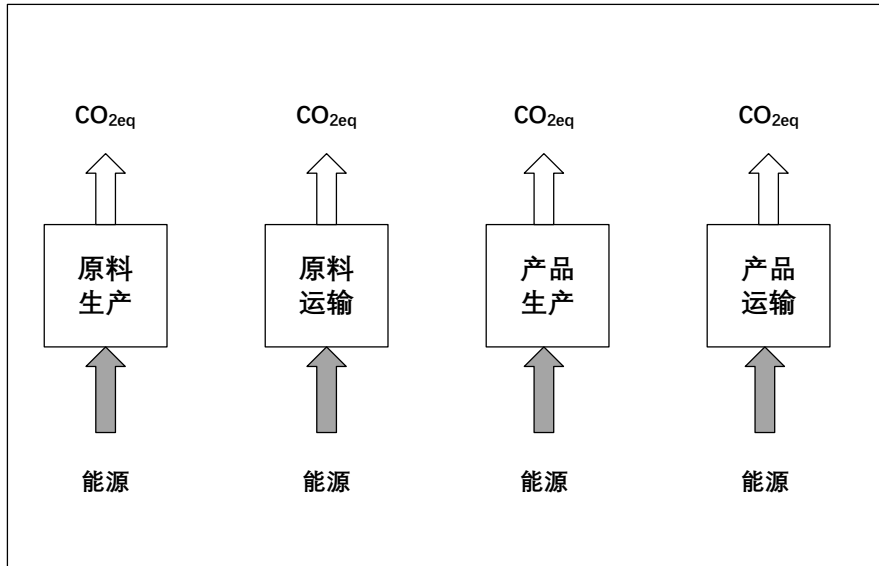 CO2eq
CO2eq
CO2eq
CO2eq
原料
生产
原料
运输
产品
生产
产品
运输
能源
能源
能源
能源